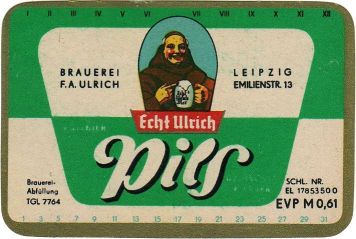 I II III IV V VI VII VIII IX X XI XII
BRAUEREI
F.A. ULRICH
LEIPZIG
EMILIENSTR. 13
Echt Ulrich
Pils
Brauerei-
Abfüllung
TGL 7764
SCHL. NR.
EL 17853500
EVP M 0,61
1 3 5 7 9 11 13 15 17 19 21 23 25 27 29 31